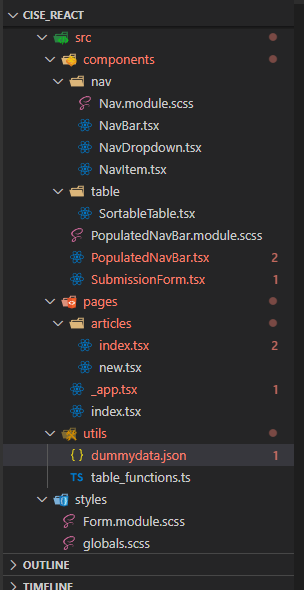 CISE_REACT
src
components
nav
Nav.module.scss
NavBar.tsx
NavDropdown.tsx
NavItem.tsx
table
SortableTable.tsx
PopulatedNavBar.module.scss
PopulatedNavBar.tsx 2
SubmissionForm.tsx 1
pages
articles
index.tsx 2
new.tsx
_app.tsx 1
index.tsx
utils
{ } dummydata.json 1
TS table_functions.ts
styles
Form.module.scss
globals.scss
OUTLINE
TIMELINE